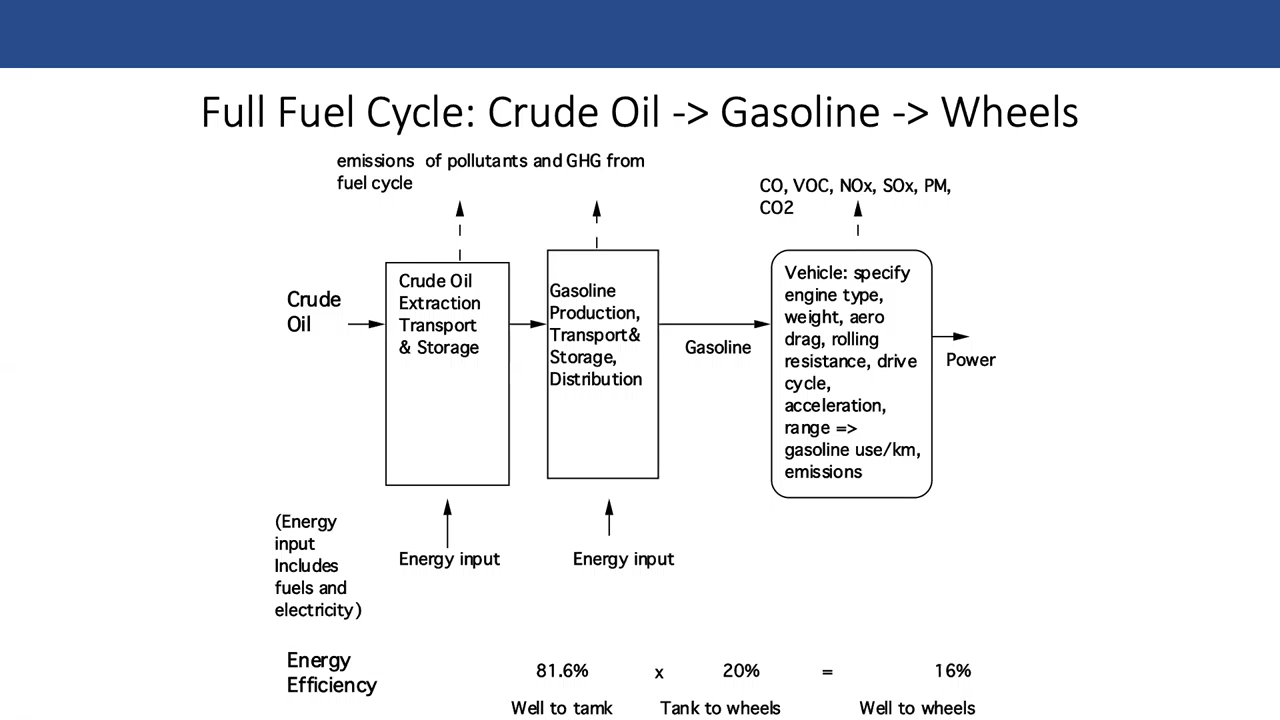 Full Fuel Cycle: Crude Oil -> Gasoline -> Wheels
emissions of pollutants and GHG from
fuel cycle
CO, VOC, NOx, SOx, PM,
CO2
Crude
Oil
Crude Oil
Extraction
Transport
& Storage
Gasoline
Production,
Transport&
Storage,
Distribution
Gasoline
Vehicle: specify
engine type,
weight, aero
drag, rolling
resistance, drive
cycle,
acceleration,
range =>
gasoline use/km,
emissions
Power
(Energy
input
Includes
fuels and
electricity)
Energy input
Energy input
Energy
Efficiency
81.6% x 20% = 16%
Well to tamk Tank to wheels Well to wheels